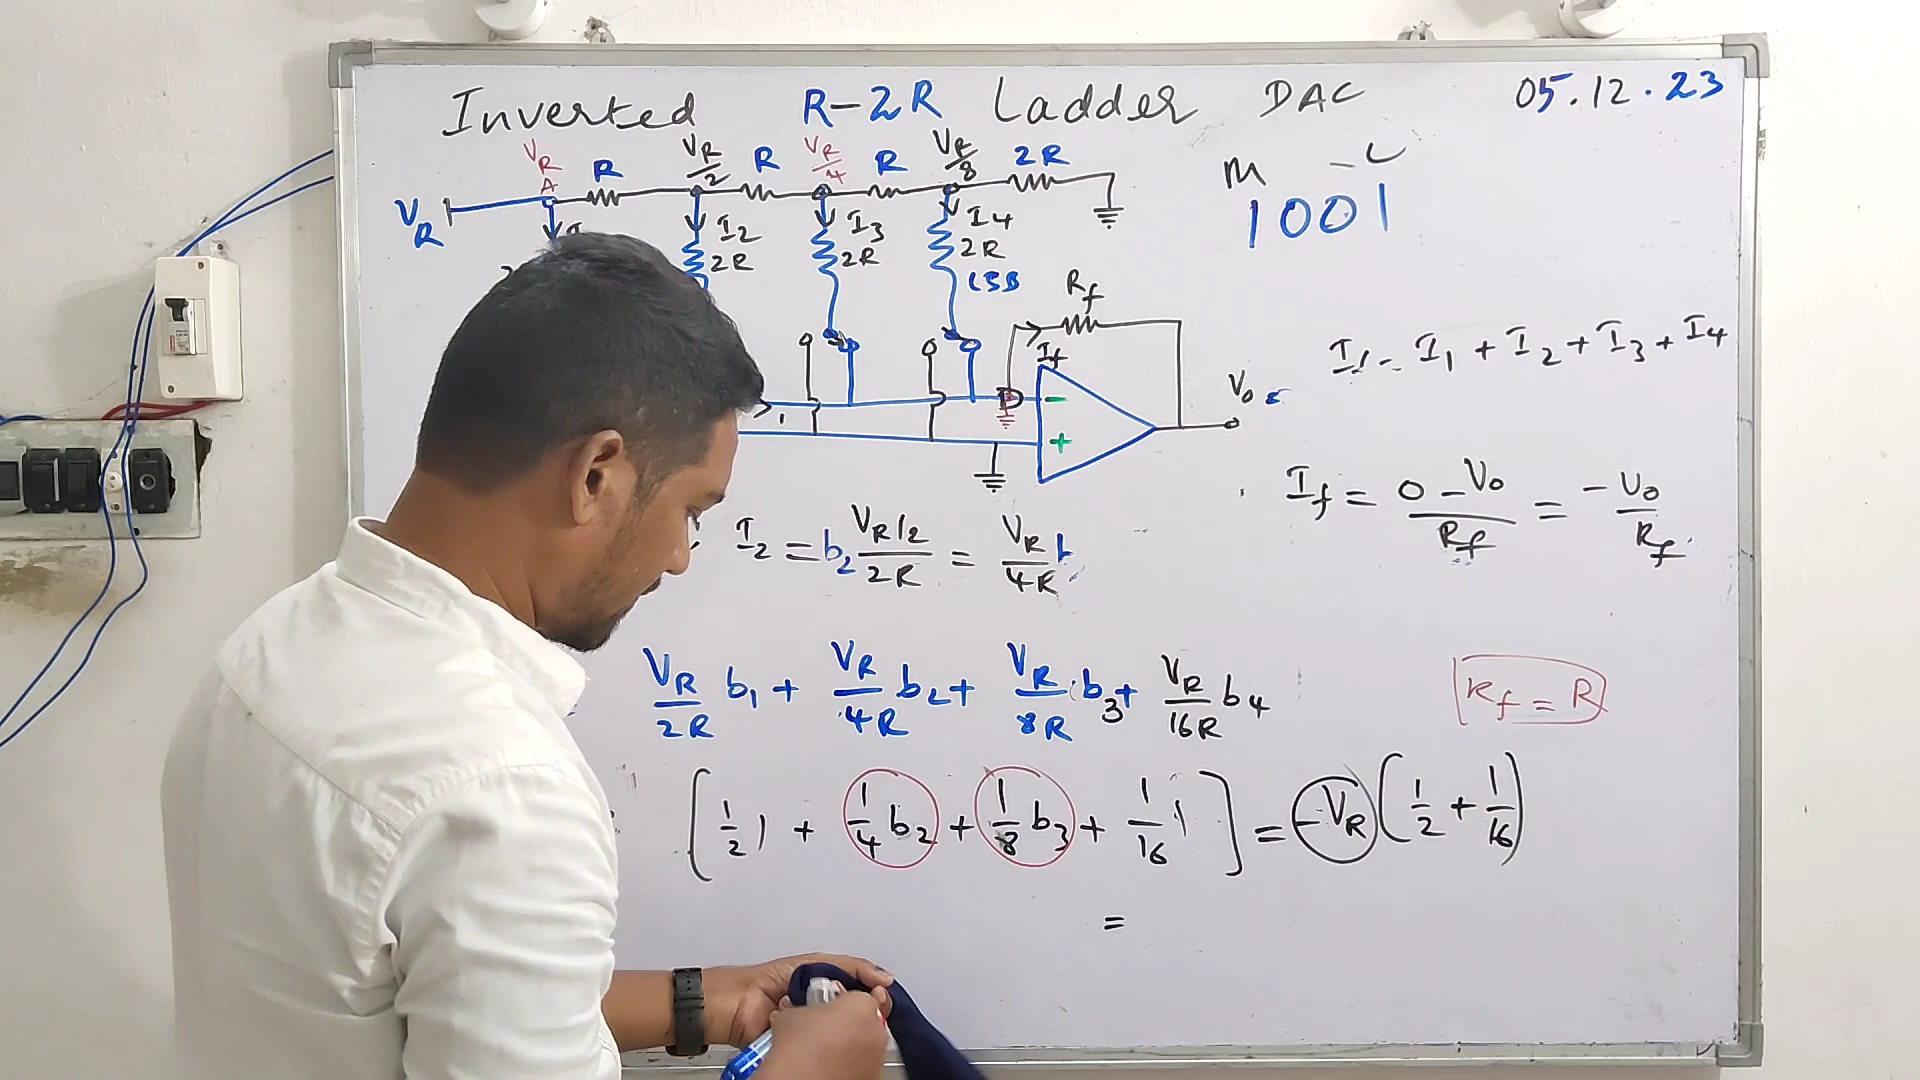 Inverted R-2R Ladder DAC 05.12.23
VR A R VR/2 R VR/4 R VR/8 2R
M L
VR
1001
I2 I3 I4
2R 2R 2R
LSB
Rf
If
If = I1 + I2 + I3 + I4
Vo =
-
+
If = 0 - Vo / Rf = - Vo / Rf
I2 = b2 VR/2 / 2R = VR / 4R b
VR/2R b1 + VR/4R b2 + VR/8R b3 + VR/16R b4
Rf = R
[ 1/2 1 + 1/4 b2 + 1/8 b3 + 1/16 1 ] = -VR ( 1/2 + 1/16 )
=